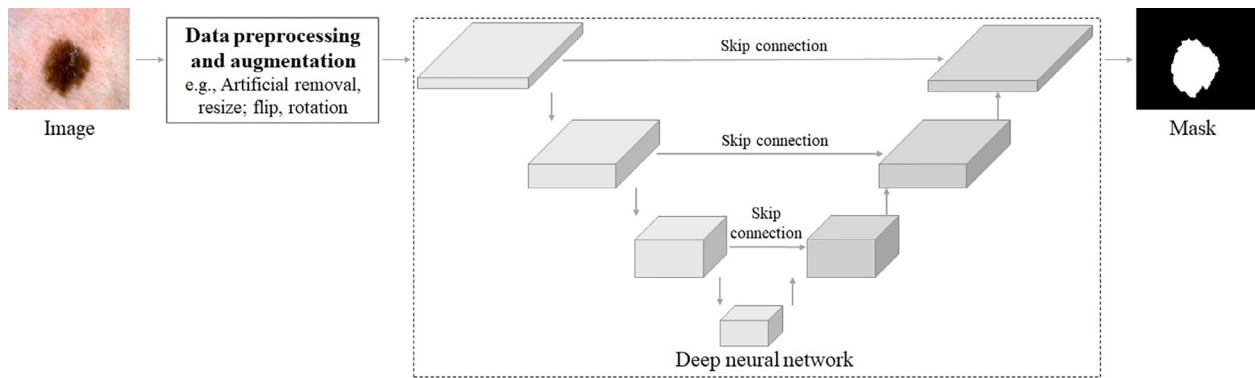 Image
Data preprocessing
and augmentation
e.g., Artificial removal,
resize; flip, rotation
Skip connection
Skip connection
Skip
connection
Deep neural network
Mask